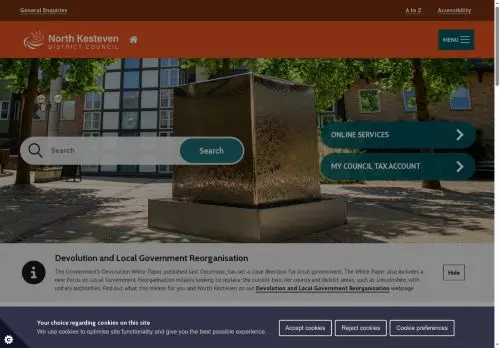 General Enquiries
A to Z
Accessibility
North Kesteven
DISTRICT COUNCIL
MENU
Search
Search
ONLINE SERVICES
MY COUNCIL TAX ACCOUNT
Devolution and Local Government Reorganisation
The Government's Devolution White Paper, published last December, has set a clear direction for local government. The White Paper also includes a
new focus on Local Government Reorganisation initially seeking to replace the current two-tier county and district areas, such as Lincolnshire, with
unitary authorities. Find out what this means for you and North Kesteven on our Devolution and Local Government Reorganisation webpage.
Hide
Your choice regarding cookies on this site
We use cookies to optimise site functionality and give you the best possible experience.
Accept cookies
Reject cookies
Cookie preferences